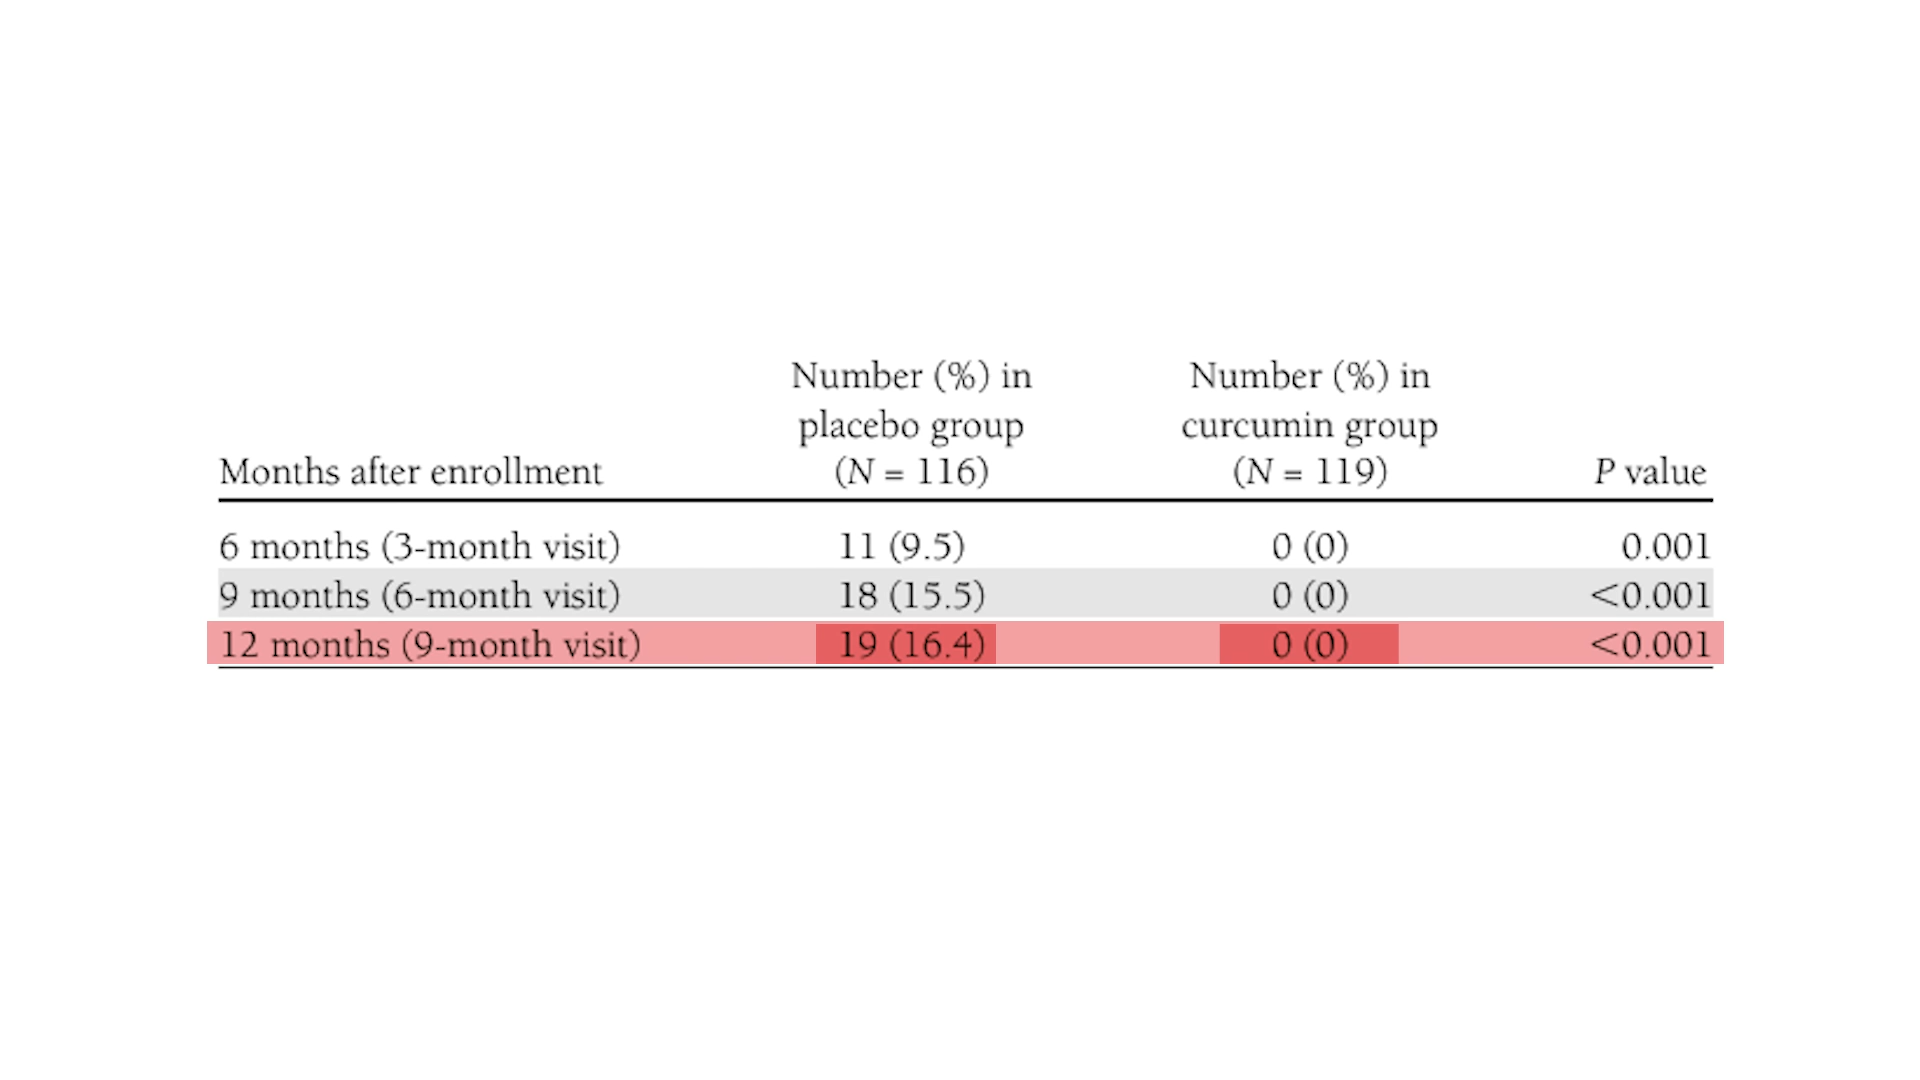 Number (%) in Number (%) in
placebo group curcumin group
Months after enrollment (N = 116) (N = 119) P value
6 months (3-month visit) 11 (9.5) 0 (0) 0.001
9 months (6-month visit) 18 (15.5) 0 (0) <0.001
12 months (9-month visit) 19 (16.4) 0 (0) <0.001